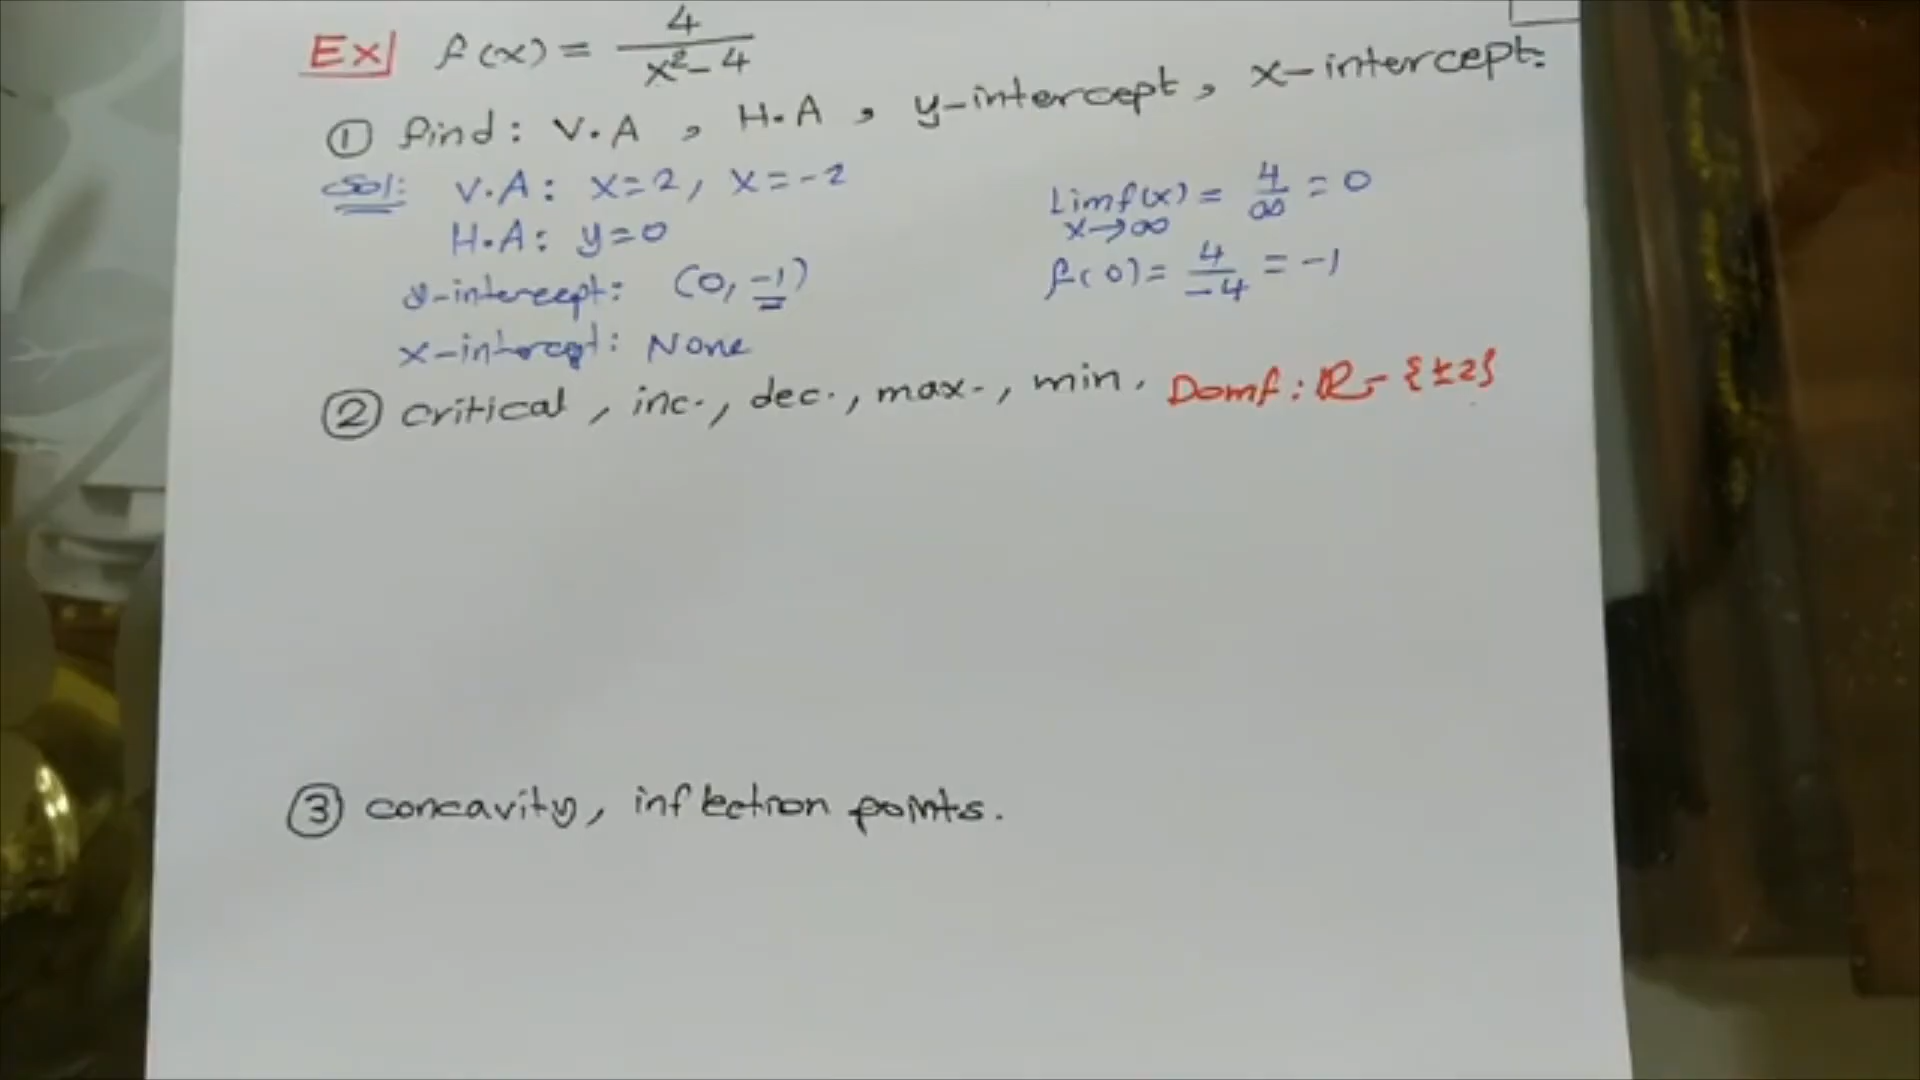 Ex| f(x) = 4/(x²-4)
① find: V.A , H.A , y-intercept, x-intercept.
Sol: V.A: x=2, x=-2
H.A: y=0
Lim f(x) = 4/∞ = 0
x→∞
y-intercept: (0, -1)
f(0) = 4/-4 = -1
x-intercept: None
② critical, inc., dec., max., min. Domf: R-{±2}
③ concavity, inflection points.